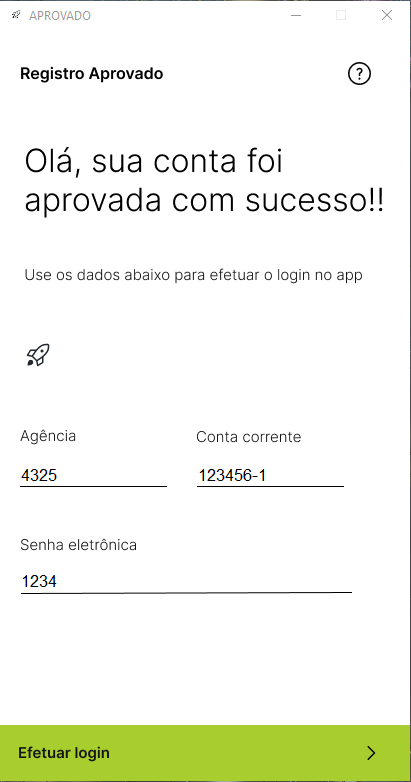 APROVADO
Registro Aprovado
Olá, sua conta foi
aprovada com sucesso!!
Use os dados abaixo para efetuar o login no app
Agência
Conta corrente
4325
123456-1
Senha eletrônica
1234
Efetuar login